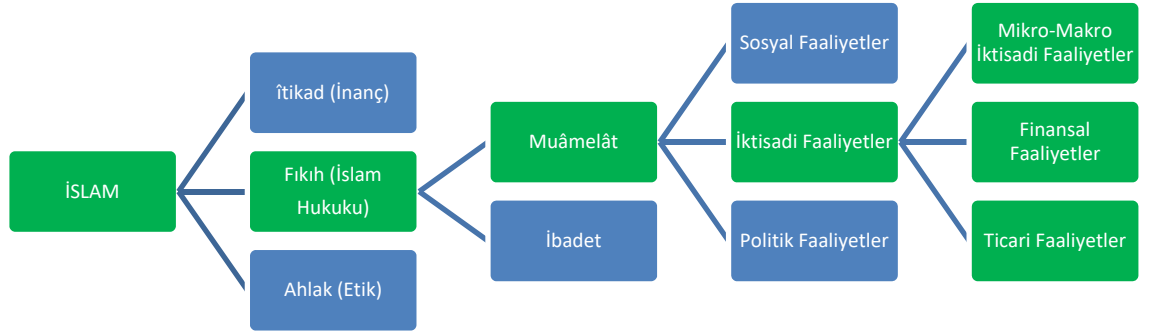 İSLAM
îtikad (İnanç)
Fıkıh (İslam
Hukuku)
Ahlak (Etik)
Muâmelât
İbadet
Sosyal Faaliyetler
İktisadi Faaliyetler
Politik Faaliyetler
Mikro-Makro
İktisadi Faaliyetler
Finansal
Faaliyetler
Ticari Faaliyetler